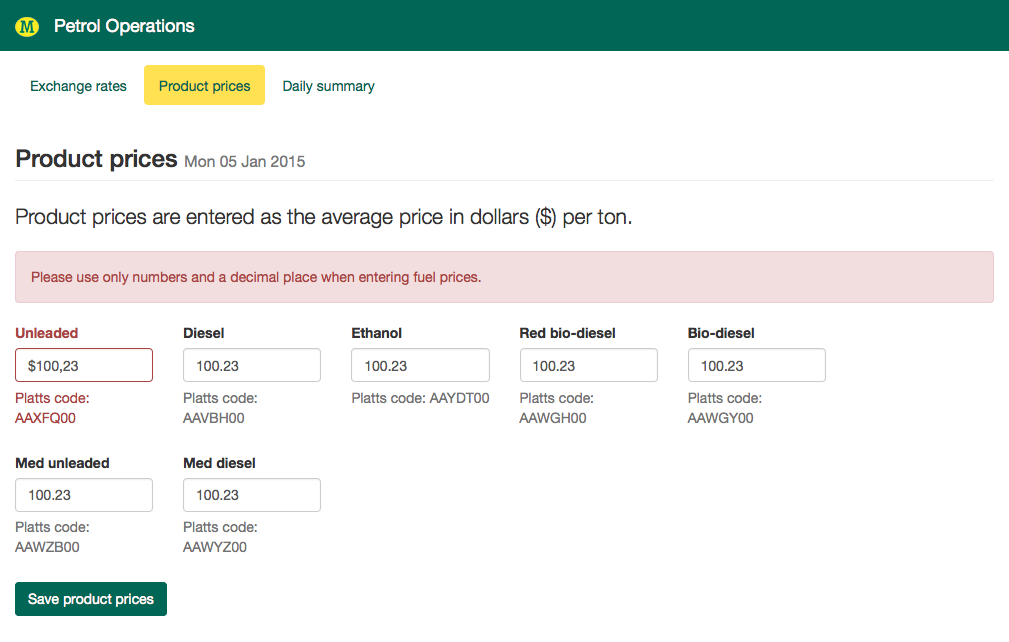 M Petrol Operations
Exchange rates Product prices Daily summary
Product prices Mon 05 Jan 2015
Product prices are entered as the average price in dollars ($) per ton.
Please use only numbers and a decimal place when entering fuel prices.
Unleaded Diesel Ethanol Red bio-diesel Bio-diesel
$100,23 100.23 100.23 100.23 100.23
Platts code: Platts code: Platts code: AAYDT00 Platts code: Platts code:
AAXFQ00 AAVBH00 AAWGH00 AAWGY00
Med unleaded Med diesel
100.23 100.23
Platts code: Platts code:
AAWZB00 AAWYZ00
Save product prices